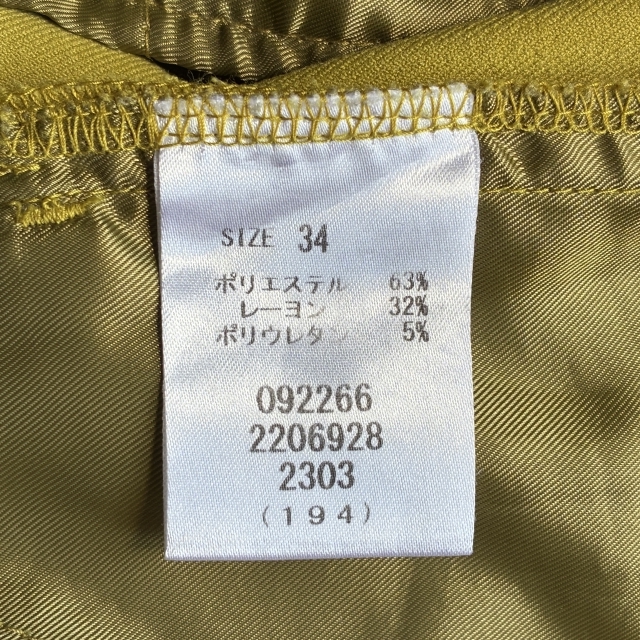 SIZE 34
ポリエステル 63%
レーヨン 32%
ポリウレタン 5%
092266
2206928
2303
(194)